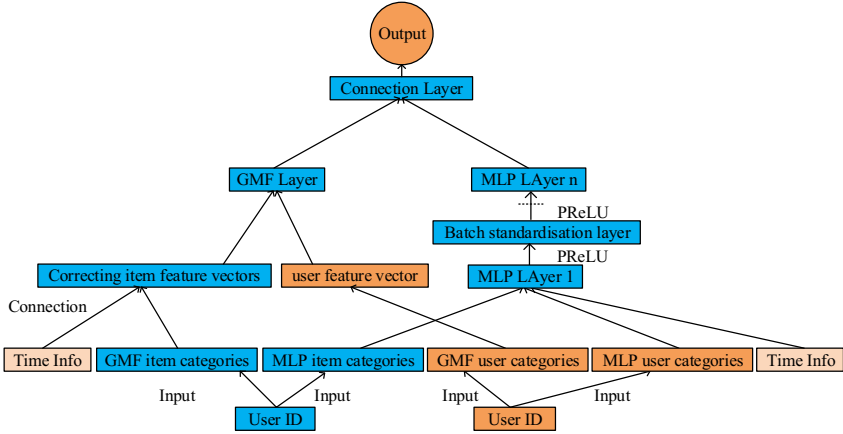 Output
Connection Layer
GMF Layer
MLP LAyer n
PReLU
Batch standardisation layer
PReLU
Correcting item feature vectors
user feature vector
MLP LAyer 1
Connection
Time Info
GMF item categories
MLP item categories
GMF user categories
MLP user categories
Time Info
Input
Input
Input
Input
User ID
User ID